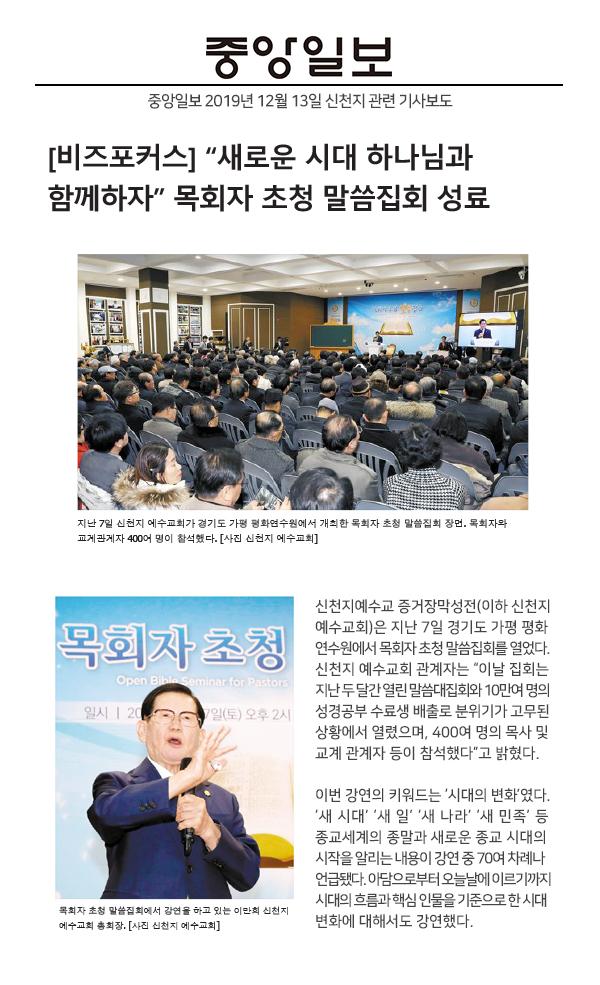 중앙일보
중앙일보 2019년 12월 13일 신천지 관련 기사보도
[비즈포커스] “새로운 시대 하나님과
함께하자” 목회자 초청 말씀집회 성료
지난 7일 신천지 예수교회가 경기도 가평 평화연수원에서 개최한 목회자 초청 말씀집회 장면. 목회자와
교계관계자 400여 명이 참석했다. [사진 신천지 예수교회]
목회자 초청
Open Bible Seminar for Pastors
일시 | 20
7일(토) 오후 2시
목회자 초청 말씀집회에서 강연을 하고 있는 이만희 신천지
예수교회 총회장. [사진 신천지 예수교회]
신천지예수교 증거장막성전(이하 신천지
예수교회)은 지난 7일 경기도 가평 평화
연수원에서 목회자 초청 말씀집회를 열었다.
신천지 예수교회 관계자는 “이날 집회는
지난 두 달간 열린 말씀대집회와 10만여 명의
성경공부 수료생 배출로 분위기가 고무된
상황에서 열렸으며, 400여 명의 목사 및
교계 관계자 등이 참석했다”고 밝혔다.
이번 강연의 키워드는 ‘시대의 변화’였다.
‘새 시대’ ‘새 일’ ‘새 나라’ ‘새 민족’ 등
종교세계의 종말과 새로운 종교 시대의
시작을 알리는 내용이 강연 중 70여 차례나
언급됐다. 아담으로부터 오늘날에 이르기까지
시대의 흐름과 핵심 인물을 기준으로 한 시대
변화에 대해서도 강연했다.